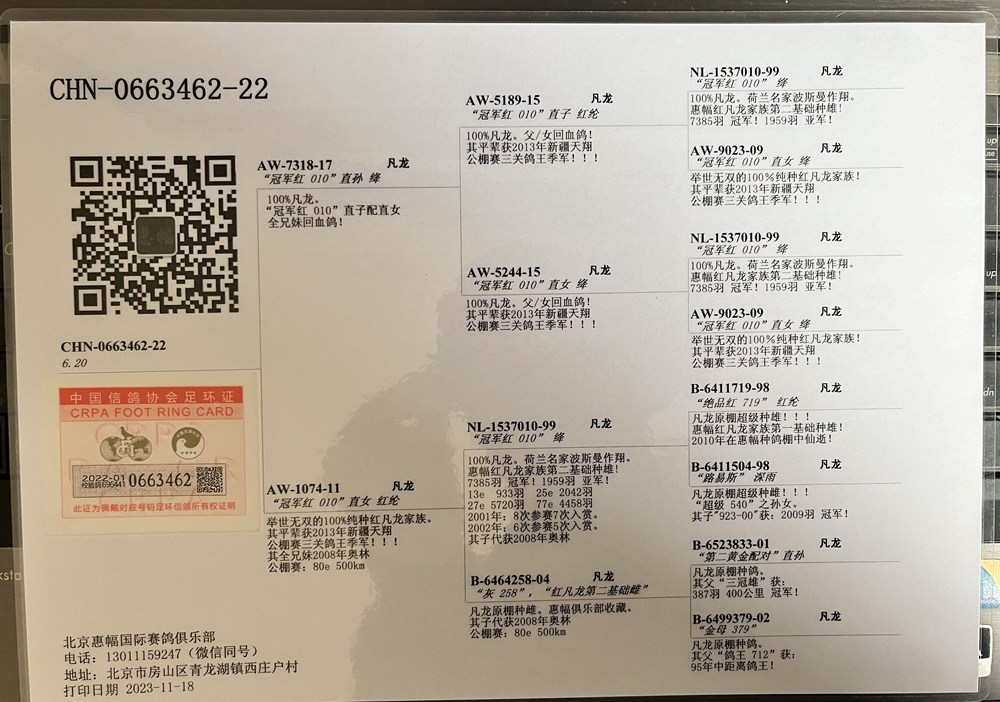 CHN-0663462-22
CHN-0663462-22
6.20
中国信鸽协会足环证
CRPA FOOT RING CARD
2022-01 0663462
此证为佩戴对应号码足环信鸽所有权证明
北京惠幅国际赛鸽俱乐部
电话：13011159247（微信同号）
地址：北京市房山区青龙湖镇西庄户村
打印日期 2023-11-18
AW-7318-17 凡龙
“冠军红 010”直孙 绛
100%凡龙。
“冠军红 010”直子配直女
全兄妹回血鸽！
AW-1074-11 凡龙
“冠军红 010”直女 红纶
举世无双的100%纯种红凡龙家族。
其平辈获2013年新疆天翔
公棚赛三关鸽王季军！！！
其全兄妹2008年奥林
公棚赛：80e 500km
AW-5189-15 凡龙
“冠军红 010”直子 红纶
100%凡龙。父/女回血鸽！
其平辈获2013年新疆天翔
公棚赛三关鸽王季军！！！
AW-5244-15 凡龙
“冠军红 010”直女 绛
100%凡龙。父/女回血鸽！
其平辈获2013年新疆天翔
公棚赛三关鸽王季军！！！
NL-1537010-99 凡龙
“冠军红 010” 绛
100%凡龙。荷兰名家波斯曼作翔。
惠幅红凡龙家族第二基础种雄！
7385羽 冠军！1959羽 亚军！
13e 933羽 25e 2042羽
27e 5720羽 77e 4458羽
2001年：8次参赛7次入赏。
2002年：6次参赛5次入赏。
其子代获2008年奥林
B-6464258-04 凡龙
“灰 258”，“红凡龙第二基础雌”
凡龙原棚种雌。惠幅俱乐部收藏。
其子代获2008年奥林
公棚赛：80e 500km
NL-1537010-99 凡龙
“冠军红 010” 绛
100%凡龙。荷兰名家波斯曼作翔。
惠幅红凡龙家族第二基础种雄！
7385羽 冠军！1959羽 亚军！
AW-9023-09 凡龙
“冠军红 010”直女 绛
举世无双的100%纯种红凡龙家族！
其平辈获2013年新疆天翔
公棚赛三关鸽王季军！！！
NL-1537010-99 凡龙
“冠军红 010” 绛
100%凡龙。荷兰名家波斯曼作翔。
惠幅红凡龙家族第二基础种雄！
7385羽 冠军！1959羽 亚军！
AW-9023-09 凡龙
“冠军红 010”直女 绛
举世无双的100%纯种红凡龙家族！
其平辈获2013年新疆天翔
公棚赛三关鸽王季军！！！
B-6411719-98 凡龙
“绝品红 719” 红纶
凡龙原棚超级种雄！！！
惠幅红凡龙家族第一基础种雄！
2010年在惠幅种鸽棚中仙逝！
B-6411504-98 凡龙
“路易斯” 深雨
凡龙原棚超级种雌！！！
“超级 540”之孙女。
其子"923-00"获：2009羽 冠军！
B-6523833-01 凡龙
“第二黄金配对”直孙
凡龙原棚种鸽。
其父“三冠雄”获：
387羽 400公里 冠军！
B-6499379-02 凡龙
“金母 379”
凡龙原棚种鸽。
其父“鸽王 712”获：
95年中距离鸽王！